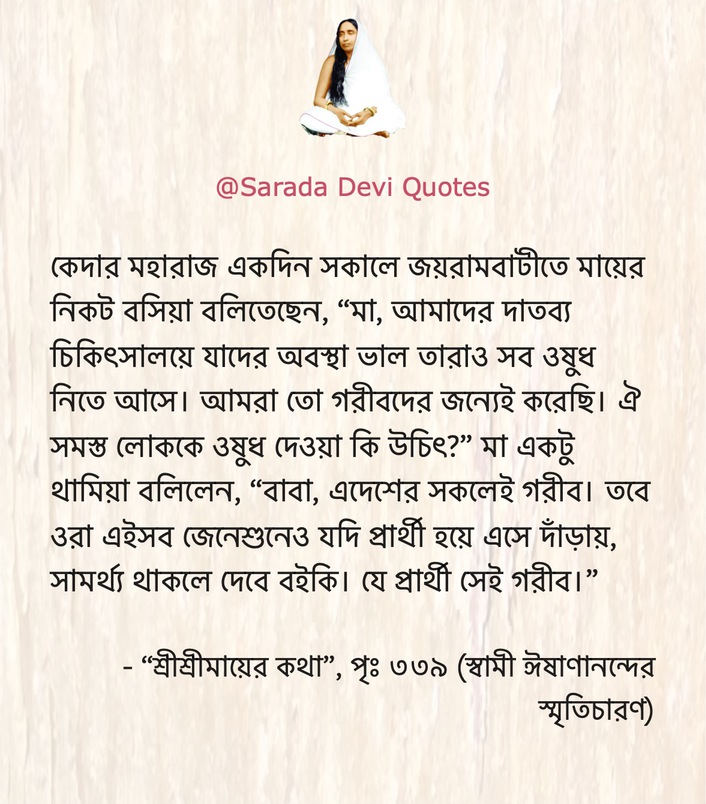 @Sarada Devi Quotes
কেদার মহারাজ একদিন সকালে জয়রামবাটীতে মায়ের
নিকট বসিয়া বলিতেছেন, “মা, আমাদের দাতব্য
চিকিৎসালয়ে যাদের অবস্থা ভাল তারাও সব ওষুধ
নিতে আসে। আমরা তো গরীবদের জন্যেই করেছি। ঐ
সমস্ত লোককে ওষুধ দেওয়া কি উচিৎ?” মা একটু
থামিয়া বলিলেন, “বাবা, এদেশের সকলেই গরীব। তবে
ওরা এইসব জেনেশুনেও যদি প্রার্থী হয়ে এসে দাঁড়ায়,
সামর্থ্য থাকলে দেবে বইকি। যে প্রার্থী সেই গরীব।”
- “শ্রীশ্রীমায়ের কথা”, পৃঃ ৩৩৯ (স্বামী ঈষাণানন্দের
স্মৃতিচারণ)